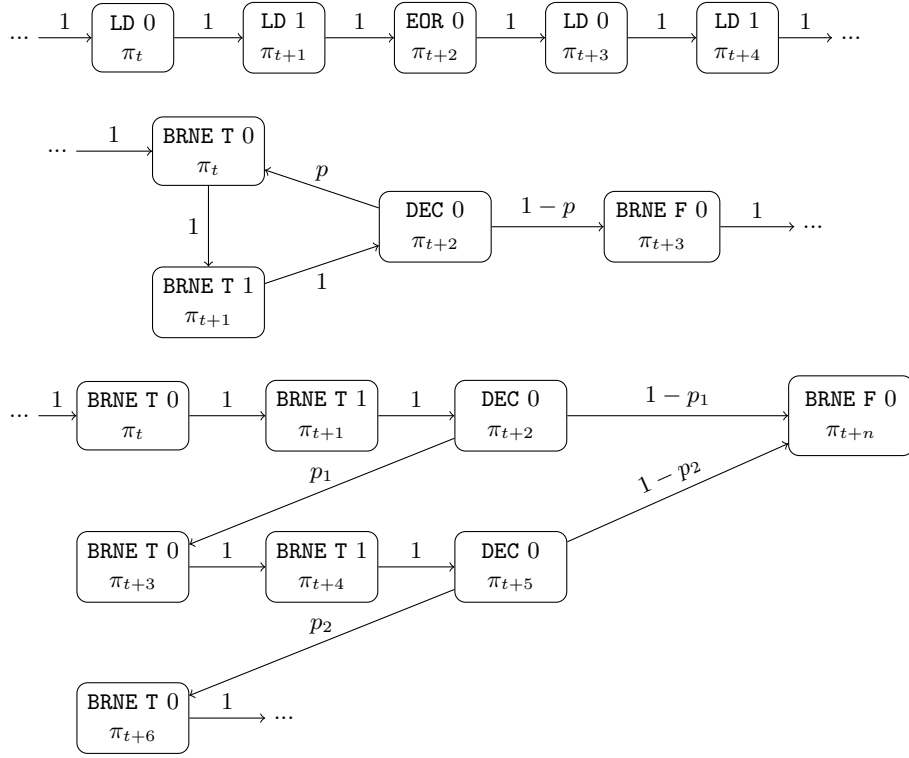 ... 1 LD 0 1 LD 1 1 EOR 0 1 LD 0 1 LD 1 1 ...
π_t π_{t+1} π_{t+2} π_{t+3} π_{t+4}
... 1 BRNE T 0
π_t
p
1
DEC 0 1 − p BRNE F 0 1 ...
π_{t+2} π_{t+3}
BRNE T 1 1
π_{t+1}
... 1 BRNE T 0 1 BRNE T 1 1 DEC 0 1 − p_1 BRNE F 0
π_t π_{t+1} π_{t+2} π_{t+n}
p_1 1 − p_2
BRNE T 0 1 BRNE T 1 1 DEC 0
π_{t+3} π_{t+4} π_{t+5}
p_2
BRNE T 0 1 ...
π_{t+6}